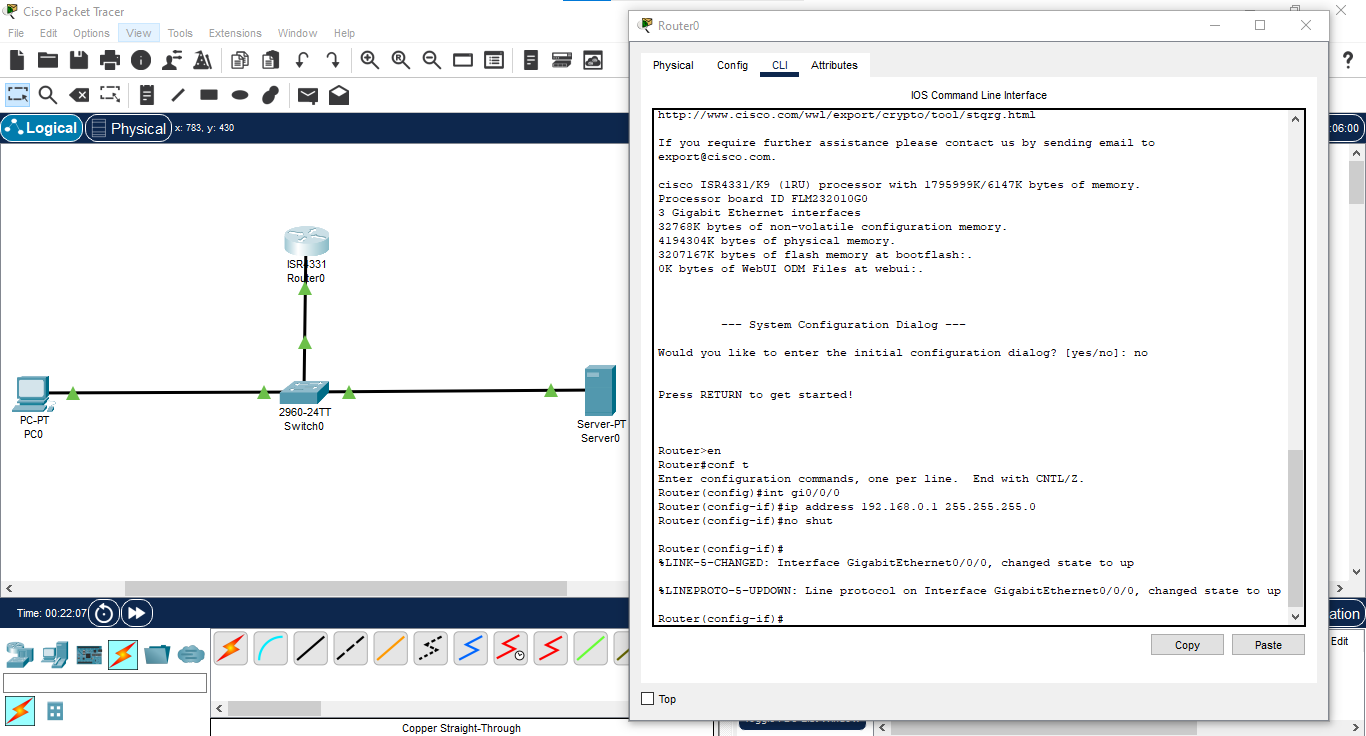 Cisco Packet Tracer
File Edit Options View Tools Extensions Window Help
Logical Physical x: 783, y: 430
:06:00
ISR4331
Router0
PC-PT
PC0
2960-24TT
Switch0
Server-PT
Server0
Time: 00:22:07
Copper Straight-Through
Router0
Physical Config CLI Attributes
IOS Command Line Interface
http://www.cisco.com/wwl/export/crypto/tool/stqrg.html
If you require further assistance please contact us by sending email to
export@cisco.com.
cisco ISR4331/K9 (1RU) processor with 1795999K/6147K bytes of memory.
Processor board ID FLM232010G0
3 Gigabit Ethernet interfaces
32768K bytes of non-volatile configuration memory.
4194304K bytes of physical memory.
3207167K bytes of flash memory at bootflash:.
0K bytes of WebUI ODM Files at webui:.
--- System Configuration Dialog ---
Would you like to enter the initial configuration dialog? [yes/no]: no
Press RETURN to get started!
Router>en
Router#conf t
Enter configuration commands, one per line.  End with CNTL/Z.
Router(config)#int gi0/0/0
Router(config-if)#ip address 192.168.0.1 255.255.255.0
Router(config-if)#no shut
Router(config-if)#
%LINK-5-CHANGED: Interface GigabitEthernet0/0/0, changed state to up
%LINEPROTO-5-UPDOWN: Line protocol on Interface GigabitEthernet0/0/0, changed state to up
Router(config-if)#
Copy Paste
Top
ation
Edit